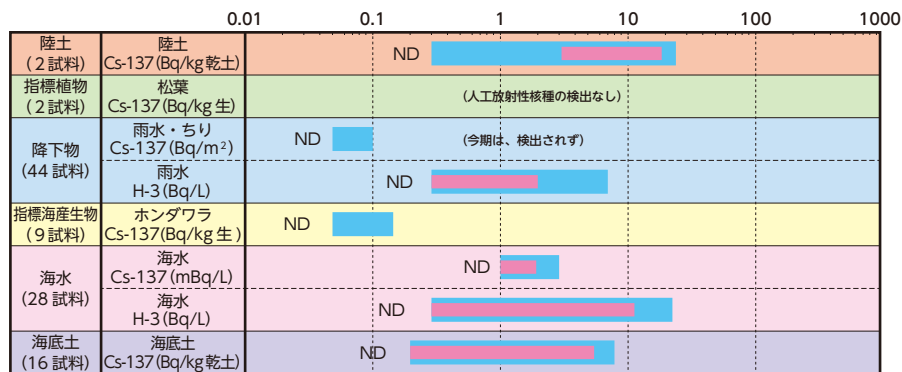 0.01 0.1 1 10 100 1000
陸土
(2試料)
陸土
Cs-137(Bq/kg乾土)
ND
指標植物
(2試料)
松葉
Cs-137(Bq/kg生)
(人工放射性核種の検出なし)
降下物
(44試料)
雨水・ちり
Cs-137(Bq/m²)
ND
(今期は、検出されず)
雨水
H-3(Bq/L)
ND
指標海産生物
(9試料)
ホンダワラ
Cs-137(Bq/kg生)
ND
海水
(28試料)
海水
Cs-137(mBq/L)
ND
海水
H-3(Bq/L)
ND
海底土
(16試料)
海底土
Cs-137(Bq/kg乾土)
ND